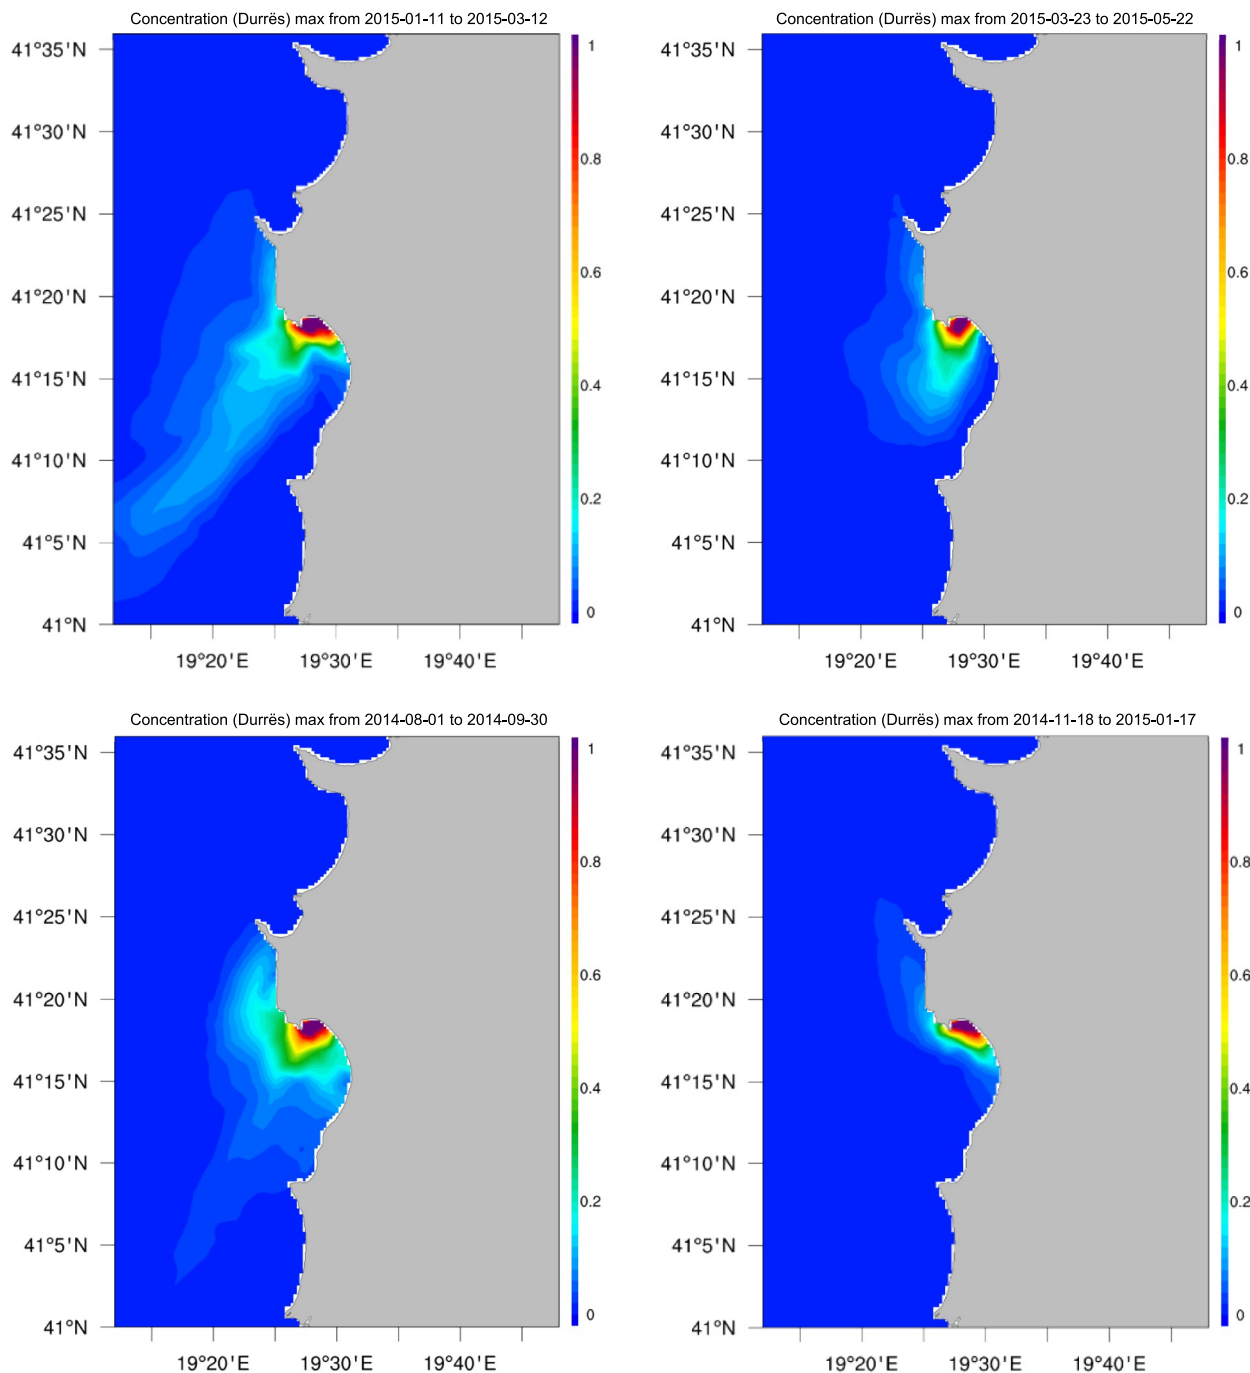 Concentration (Durrës) max from 2015-01-11 to 2015-03-12
41°35'N
41°30'N
41°25'N
41°20'N
41°15'N
41°10'N
41°5'N
41°N
19°20'E 19°30'E 19°40'E
1
0.8
0.6
0.4
0.2
0
Concentration (Durrës) max from 2015-03-23 to 2015-05-22
41°35'N
41°30'N
41°25'N
41°20'N
41°15'N
41°10'N
41°5'N
41°N
19°20'E 19°30'E 19°40'E
1
0.8
0.6
0.4
0.2
0
Concentration (Durrës) max from 2014-08-01 to 2014-09-30
41°35'N
41°30'N
41°25'N
41°20'N
41°15'N
41°10'N
41°5'N
41°N
19°20'E 19°30'E 19°40'E
1
0.8
0.6
0.4
0.2
0
Concentration (Durrës) max from 2014-11-18 to 2015-01-17
41°35'N
41°30'N
41°25'N
41°20'N
41°15'N
41°10'N
41°5'N
41°N
19°20'E 19°30'E 19°40'E
1
0.8
0.6
0.4
0.2
0